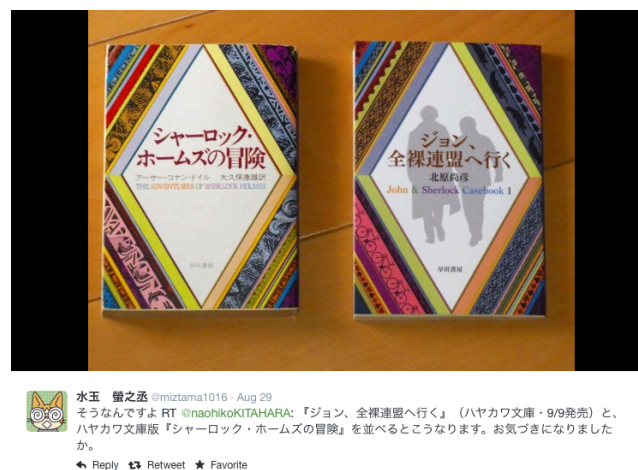 シャーロック・
ホームズの冒険
アーサー・コナン・ドイル 大久保康雄訳
THE ADVENTURES OF SHERLOCK HOLMES
早川書房
ジョン、
全裸連盟へ行く
北原尚彦
John & Sherlock Casebook 1
早川書房
水玉 螢之丞 @miztama1016 · Aug 29
そうなんですよ RT @naohikoKITAHARA: 『ジョン、全裸連盟へ行く』（ハヤカワ文庫・9/9発売）と、
ハヤカワ文庫版『シャーロック・ホームズの冒険』を並べるとこうなります。お気づきになりました
か。
Reply Retweet Favorite